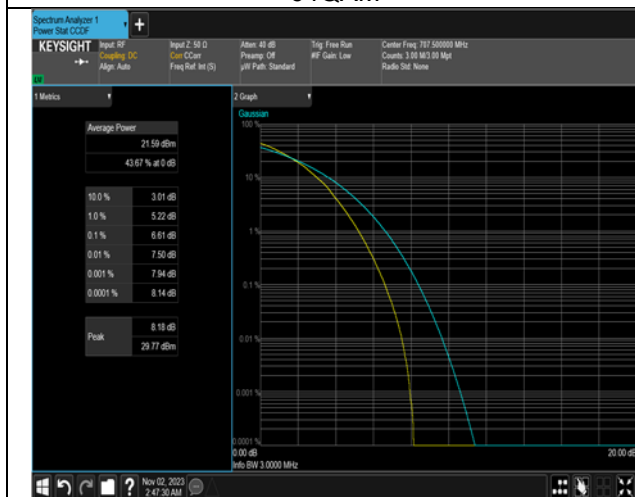 Spectrum Analyzer 1
Power Stat CCDF
KEYSIGHT
Input: RF
Coupling: DC
Align: Auto
Input Z: 50 Ω
Corr CCorr
Freq Ref: Int (S)
Atten: 40 dB
Preamp: Off
µW Path: Standard
Trig: Free Run
#IF Gain: Low
Center Freq: 707.500000 MHz
Counts: 3.00 M/3.00 Mpt
Radio Std: None
1 Metrics
Average Power
21.59 dBm
43.67 % at 0 dB
10.0 % 3.01 dB
1.0 % 5.22 dB
0.1 % 6.61 dB
0.01 % 7.50 dB
0.001 % 7.94 dB
0.0001 % 8.14 dB
Peak
8.18 dB
29.77 dBm
2 Graph
Gaussian
100 %
10 %
1 %
0.1 %
0.01 %
0.001 %
0.0001 %
0.00 dB
20.00 dB
Info BW 3.0000 MHz
?
Nov 02, 2023
2:47:30 AM